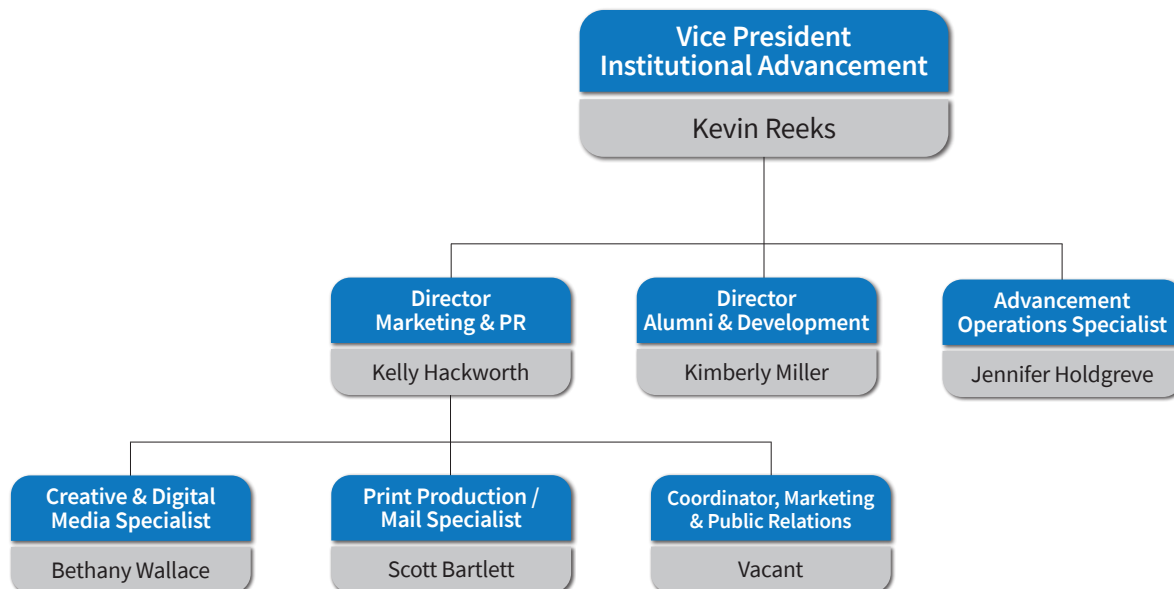 Vice President
Institutional Advancement
Kevin Reeks
Director
Marketing & PR
Kelly Hackworth
Director
Alumni & Development
Kimberly Miller
Advancement
Operations Specialist
Jennifer Holdgreve
Creative & Digital
Media Specialist
Bethany Wallace
Print Production /
Mail Specialist
Scott Bartlett
Coordinator, Marketing
& Public Relations
Vacant